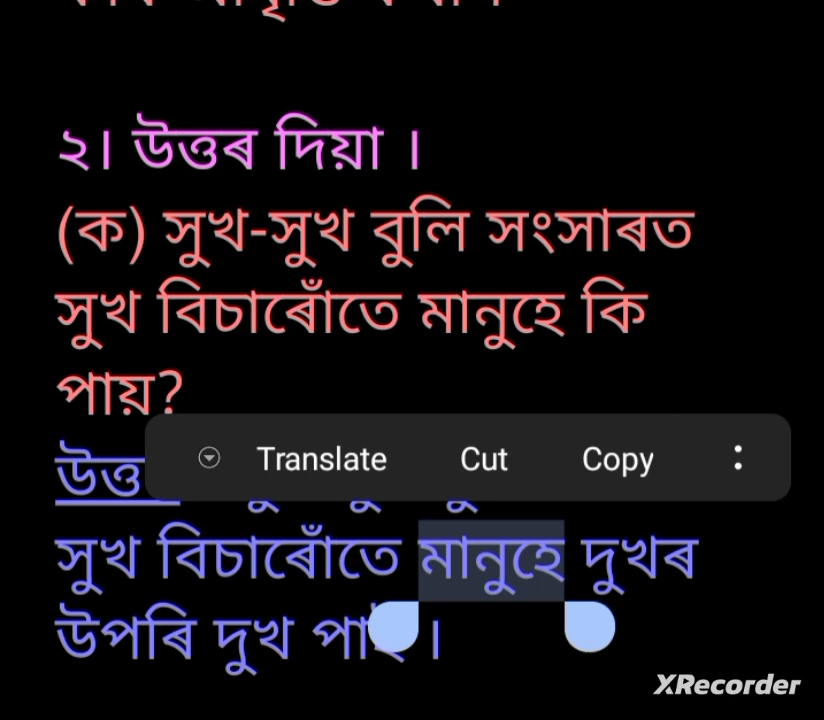 ২। উত্তৰ দিয়া ।
(ক) সুখ-সুখ বুলি সংসাৰত
সুখ বিচাৰোঁতে মানুহে কি
পায়?
Translate Cut Copy
সুখ বিচাৰোঁতে মানুহে দুখৰ
উপৰি দুখ ।
XRecorder